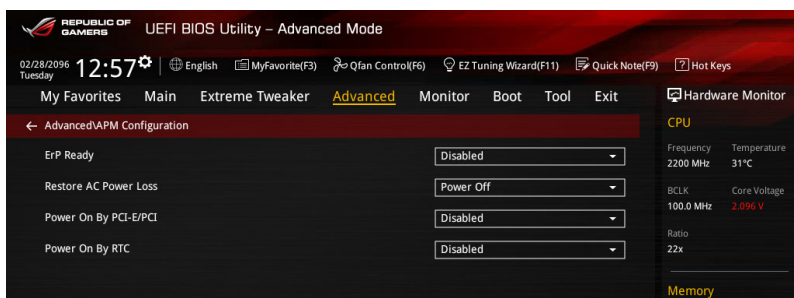 REPUBLIC OF
GAMERS
UEFI BIOS Utility – Advanced Mode
02/28/2096
Tuesday
12:57
English
MyFavorite(F3)
Qfan Control(F6)
EZ Tuning Wizard(F11)
Quick Note(F9)
? Hot Keys
My Favorites Main Extreme Tweaker Advanced Monitor Boot Tool Exit
Hardware Monitor
← Advanced\APM Configuration
ErP Ready Disabled
Restore AC Power Loss Power Off
Power On By PCI-E/PCI Disabled
Power On By RTC Disabled
CPU
Frequency Temperature
2200 MHz 31°C
BCLK Core Voltage
100.0 MHz 2.096 V
Ratio
22x
Memory